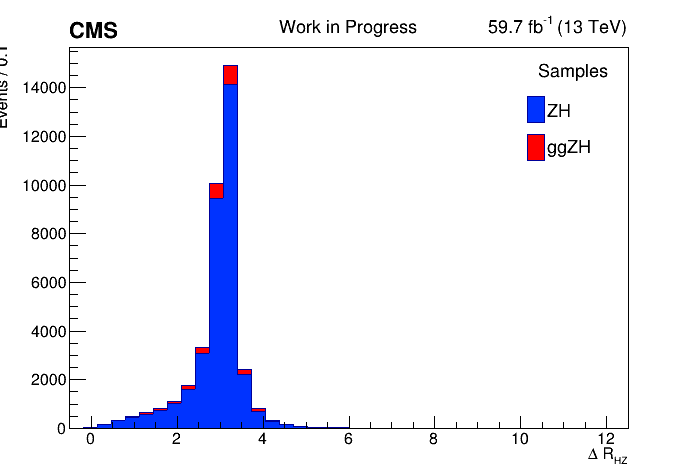 CMS Work in Progress 59.7 fb⁻¹ (13 TeV)
Samples
ZH
ggZH
Events / 0.1
14000
12000
10000
8000
6000
4000
2000
0
0 2 4 6 8 10 12
Δ R_HZ